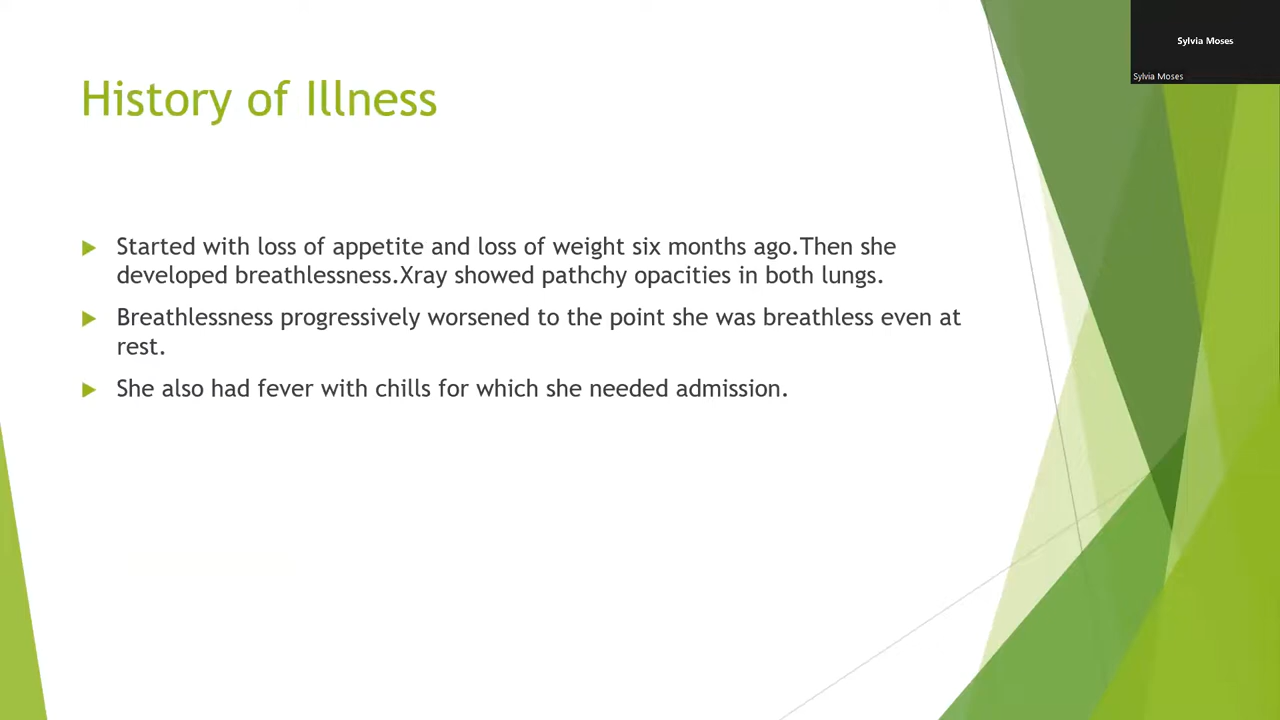 Sylvia Moses
Sylvia Moses
History of Illness
Started with loss of appetite and loss of weight six months ago.Then she
developed breathlessness.Xray showed pathchy opacities in both lungs.
Breathlessness progressively worsened to the point she was breathless even at
rest.
She also had fever with chills for which she needed admission.